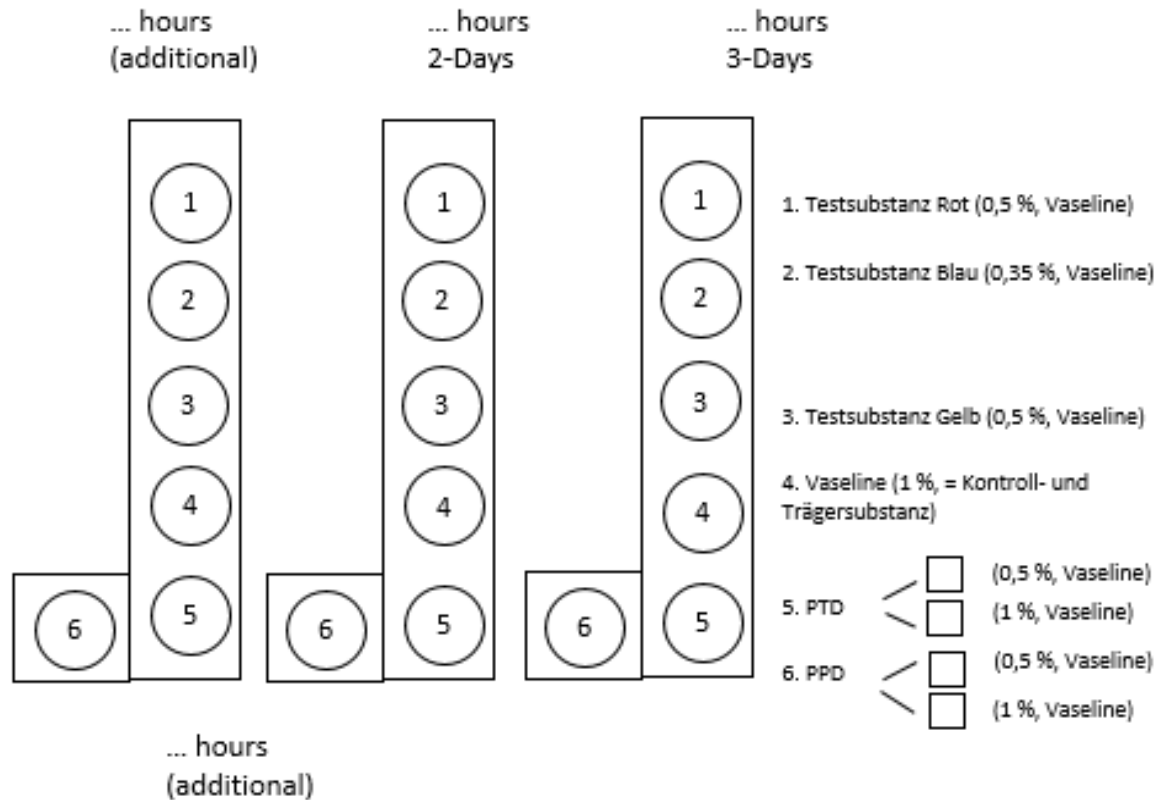 ... hours
(additional)
... hours
2-Days
... hours
3-Days
1
2
3
4
5
6
1
2
3
4
5
6
1
2
3
4
5
6
1. Testsubstanz Rot (0,5 %, Vaseline)
2. Testsubstanz Blau (0,35 %, Vaseline)
3. Testsubstanz Gelb (0,5 %, Vaseline)
4. Vaseline (1 %, = Kontroll- und
Trägersubstanz)
5. PTD
(0,5 %, Vaseline)
(1 %, Vaseline)
6. PPD
(0,5 %, Vaseline)
(1 %, Vaseline)
... hours
(additional)